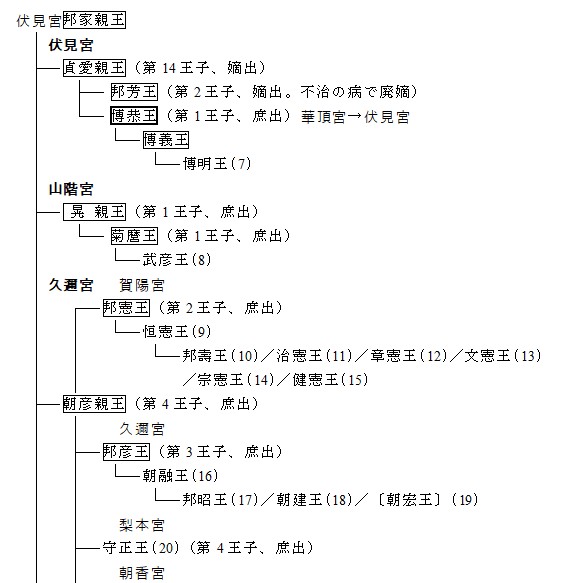 伏見宮邦家親王
伏見宮
貞愛親王（第14王子、嫡出）
邦芳王（第2王子、嫡出。不治の病で廃嫡）
博恭王（第1王子、庶出）華頂宮→伏見宮
博義王
博明王(7)
山階宮
晃 親王（第1王子、庶出）
菊麿王（第1王子、庶出）
武彦王(8)
久邇宮 賀陽宮
邦憲王（第2王子、庶出）
恒憲王(9)
邦壽王(10)／治憲王(11)／章憲王(12)／文憲王(13)
／宗憲王(14)／健憲王(15)
朝彦親王（第4王子、庶出）
久邇宮
邦彦王（第3王子、庶出）
朝融王(16)
邦昭王(17)／朝建王(18)／〔朝宏王〕(19)
梨本宮
守正王(20)（第4王子、庶出）
朝香宮